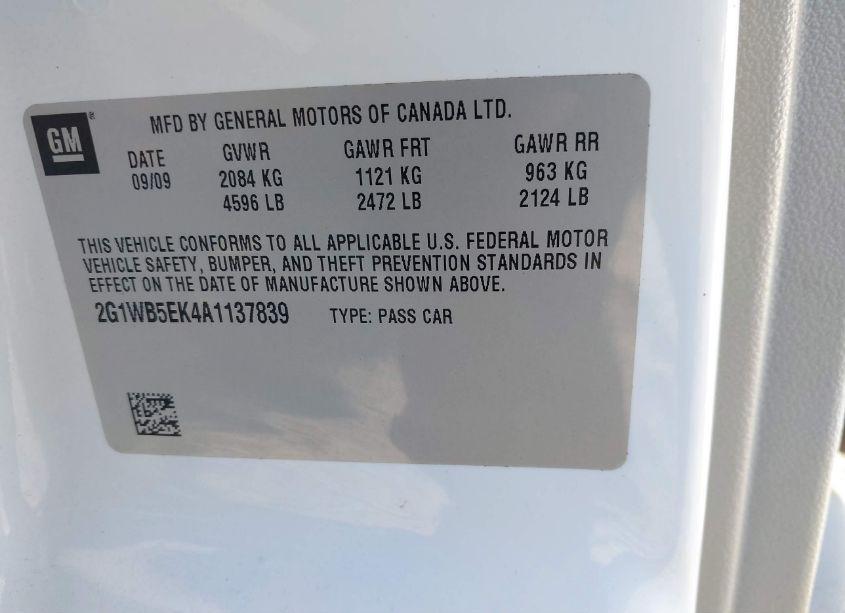 GM ® MFD BY GENERAL MOTORS OF CANADA LTD.
DATE GVWR GAWR FRT GAWR RR
09/09 2084 KG 1121 KG 963 KG
4596 LB 2472 LB 2124 LB
THIS VEHICLE CONFORMS TO ALL APPLICABLE U.S. FEDERAL MOTOR
VEHICLE SAFETY, BUMPER, AND THEFT PREVENTION STANDARDS IN
EFFECT ON THE DATE OF MANUFACTURE SHOWN ABOVE.
2G1WB5EK4A1137839 TYPE: PASS CAR